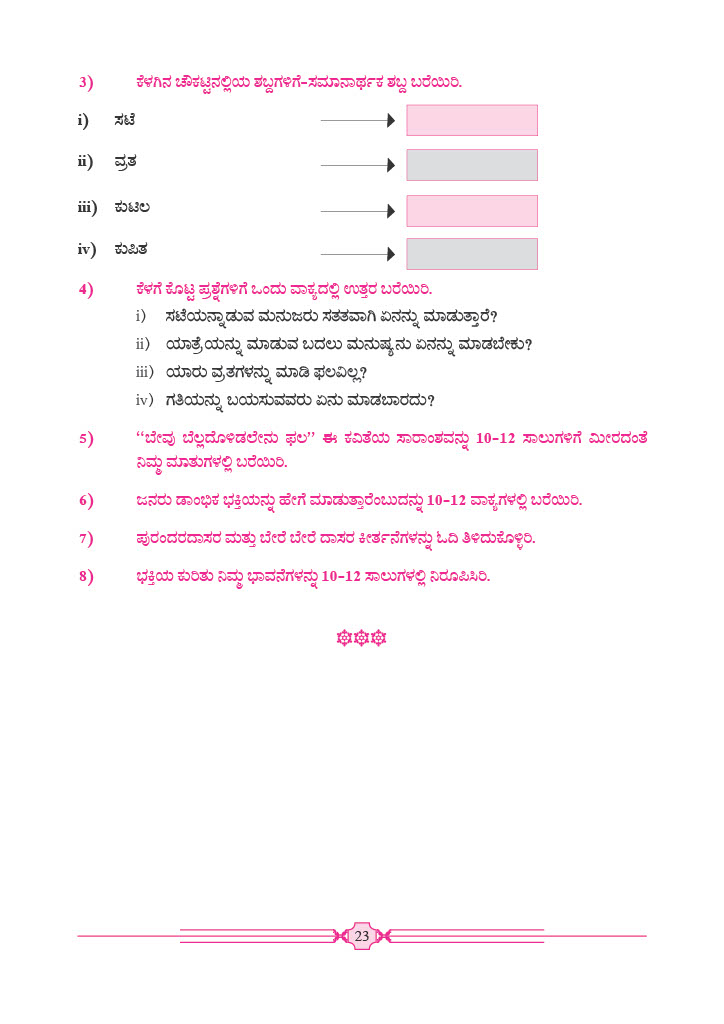 3) ಕೆಳಗಿನ ಚೌಕಟ್ಟಿನಲ್ಲಿಯ ಶಬ್ದಗಳಿಗೆ-ಸಮಾನಾರ್ಥಕ ಶಬ್ದ ಬರೆಯಿರಿ.
i) ಸಟೆ
ii) ವ್ರತ
iii) ಕುಟಿಲ
iv) ಕುಪಿತ
4) ಕೆಳಗೆ ಕೊಟ್ಟ ಪ್ರಶ್ನೆಗಳಿಗೆ ಒಂದು ವಾಕ್ಯದಲ್ಲಿ ಉತ್ತರ ಬರೆಯಿರಿ.
i) ಸಟೆಯನ್ನಾಡುವ ಮನುಜರು ಸತತವಾಗಿ ಏನನ್ನು ಮಾಡುತ್ತಾರೆ?
ii) ಯಾತ್ರೆಯನ್ನು ಮಾಡುವ ಬದಲು ಮನುಷ್ಯನು ಏನನ್ನು ಮಾಡಬೇಕು?
iii) ಯಾರು ವ್ರತಗಳನ್ನು ಮಾಡಿ ಫಲವಿಲ್ಲ?
iv) ಗತಿಯನ್ನು ಬಯಸುವವರು ಏನು ಮಾಡಬಾರದು?
5) “ಬೇವು ಬೆಲ್ಲದೊಳಿಡಲೇನು ಫಲ” ಈ ಕವಿತೆಯ ಸಾರಾಂಶವನ್ನು 10-12 ಸಾಲುಗಳಿಗೆ ಮೀರದಂತೆ
ನಿಮ್ಮ ಮಾತುಗಳಲ್ಲಿ ಬರೆಯಿರಿ.
6) ಜನರು ಡಾಂಭಿಕ ಭಕ್ತಿಯನ್ನು ಹೇಗೆ ಮಾಡುತ್ತಾರೆಂಬುದನ್ನು 10-12 ವಾಕ್ಯಗಳಲ್ಲಿ ಬರೆಯಿರಿ.
7) ಪುರಂದರದಾಸರ ಮತ್ತು ಬೇರೆ ಬೇರೆ ದಾಸರ ಕೀರ್ತನೆಗಳನ್ನು ಓದಿ ತಿಳಿದುಕೊಳ್ಳಿರಿ.
8) ಭಕ್ತಿಯ ಕುರಿತು ನಿಮ್ಮ ಭಾವನೆಗಳನ್ನು 10-12 ಸಾಲುಗಳಲ್ಲಿ ನಿರೂಪಿಸಿರಿ.
23